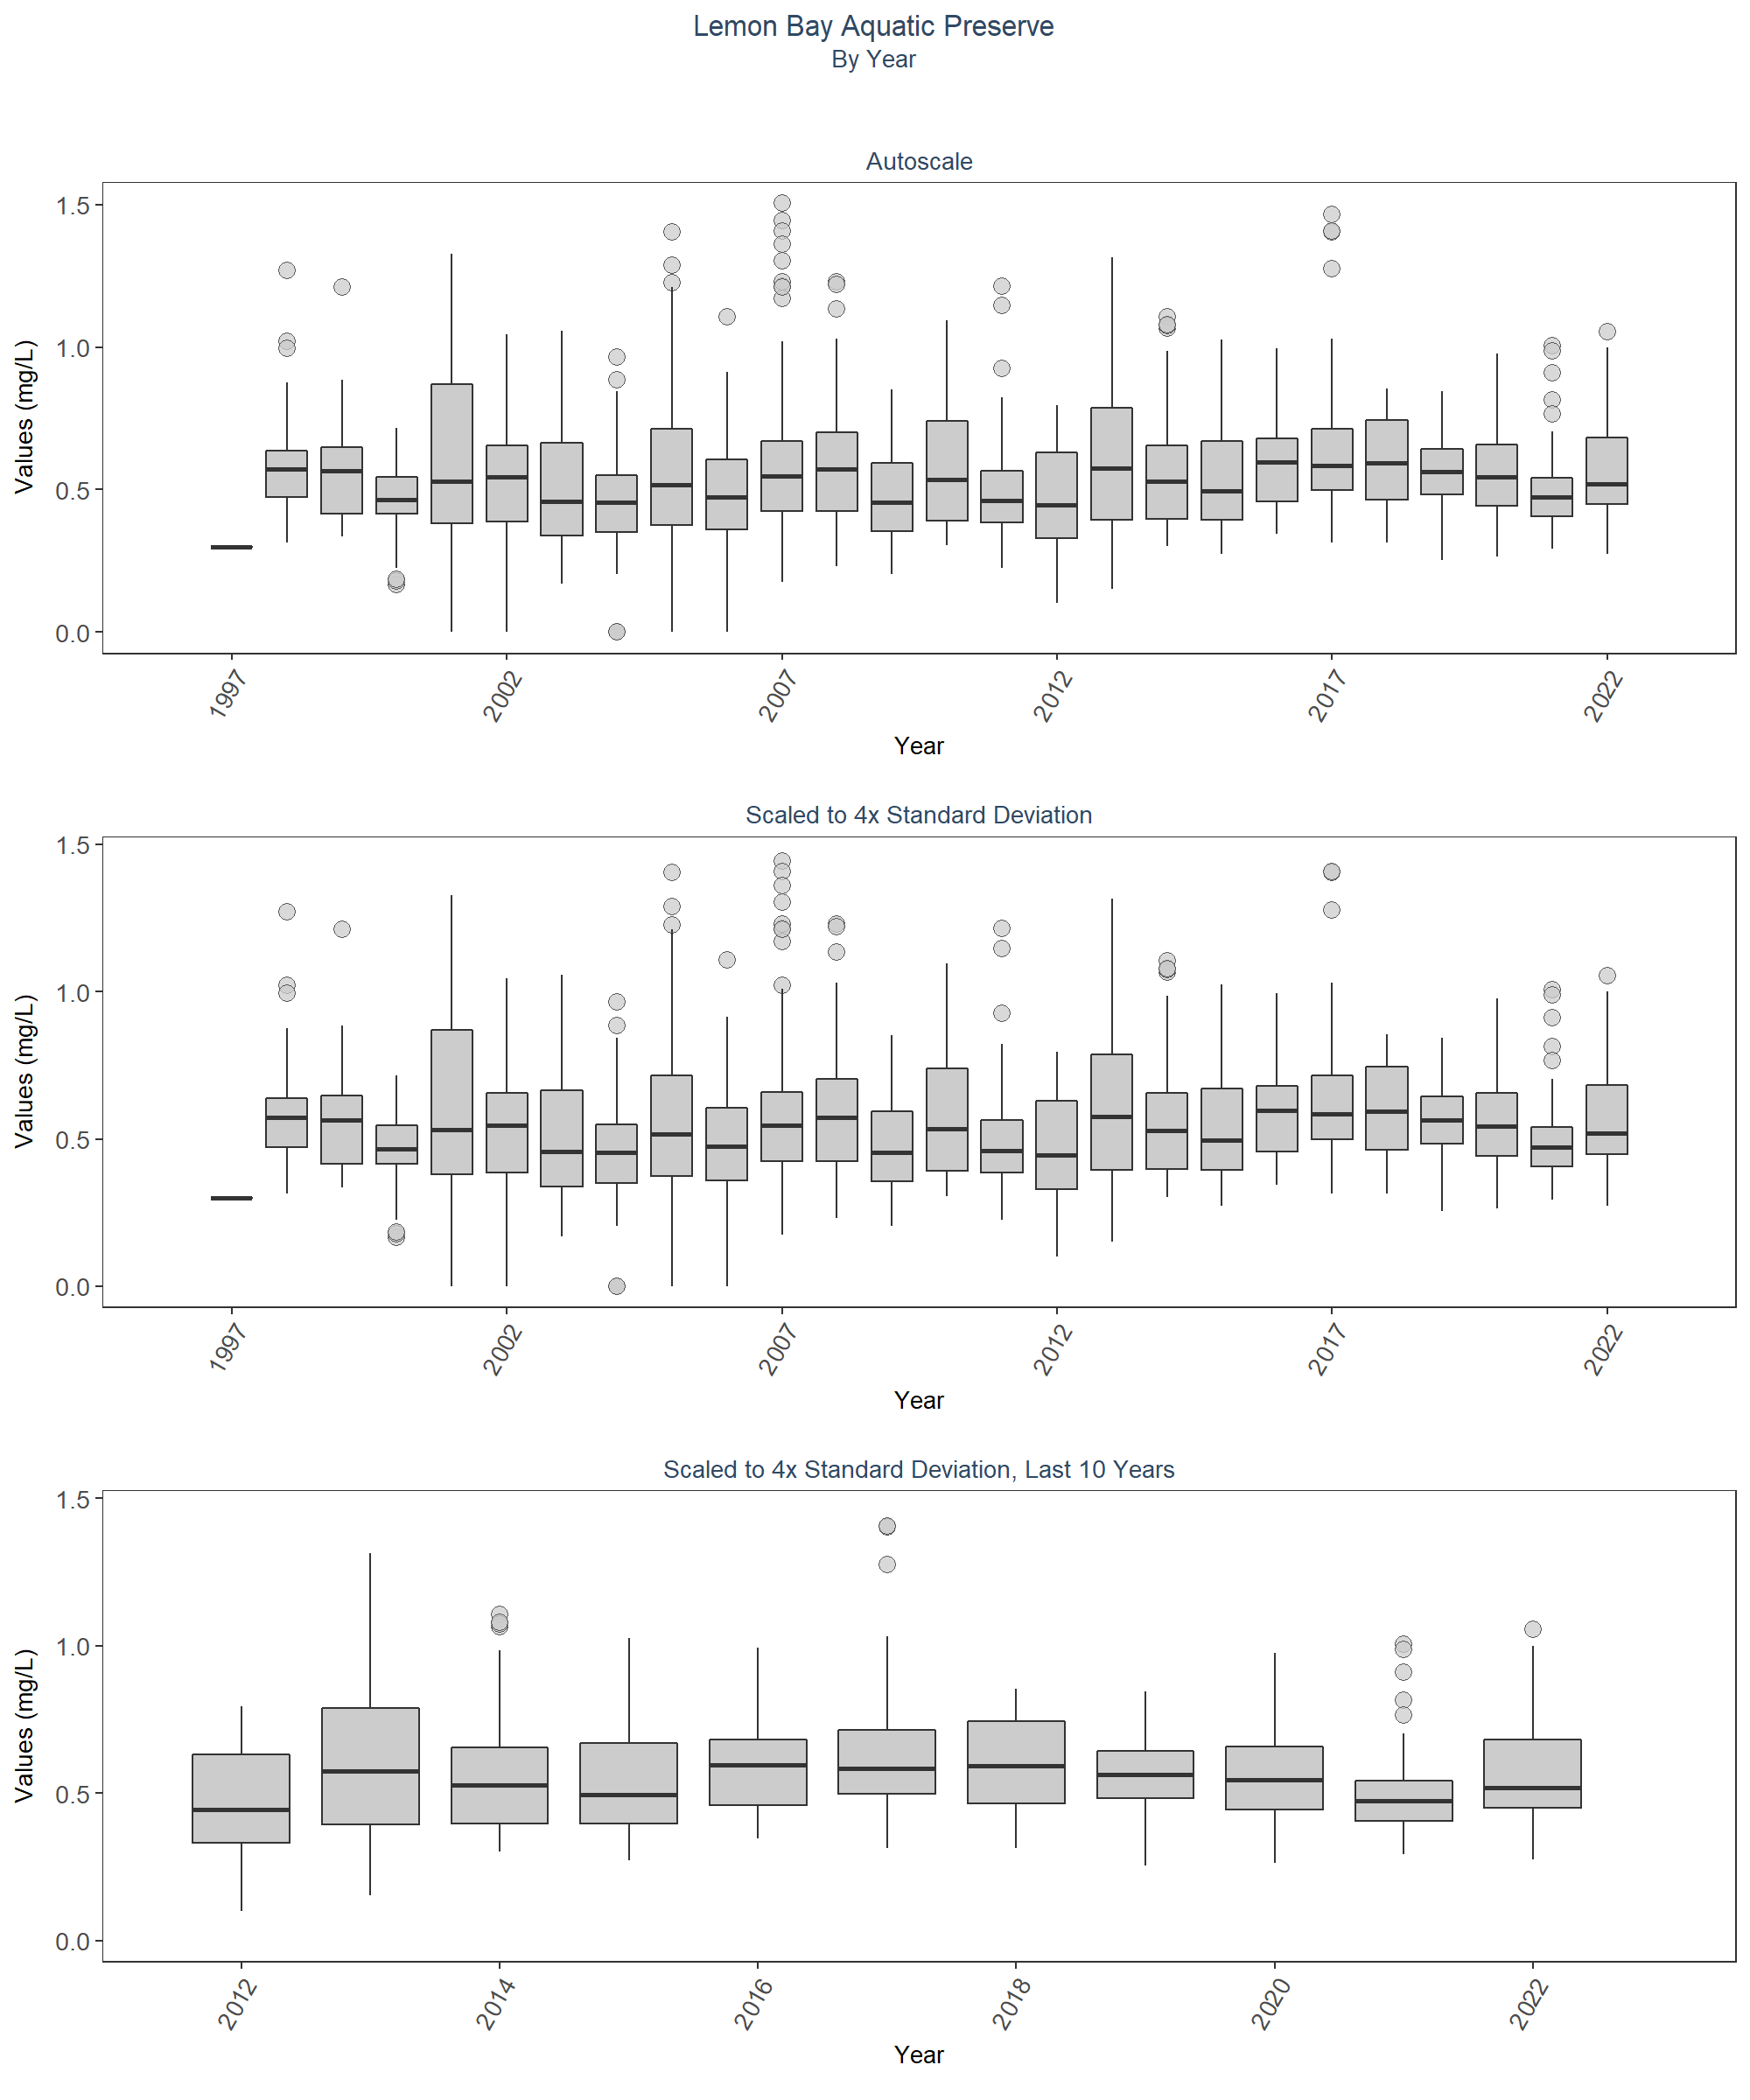 Lemon Bay Aquatic Preserve
By Year
Autoscale
Values (mg/L)
1.5
1.0
0.5
0.0
1997 2002 2007 2012 2017 2022
Year
Scaled to 4x Standard Deviation
Values (mg/L)
1.5
1.0
0.5
0.0
1997 2002 2007 2012 2017 2022
Year
Scaled to 4x Standard Deviation, Last 10 Years
Values (mg/L)
1.5
1.0
0.5
0.0
2012 2014 2016 2018 2020 2022
Year